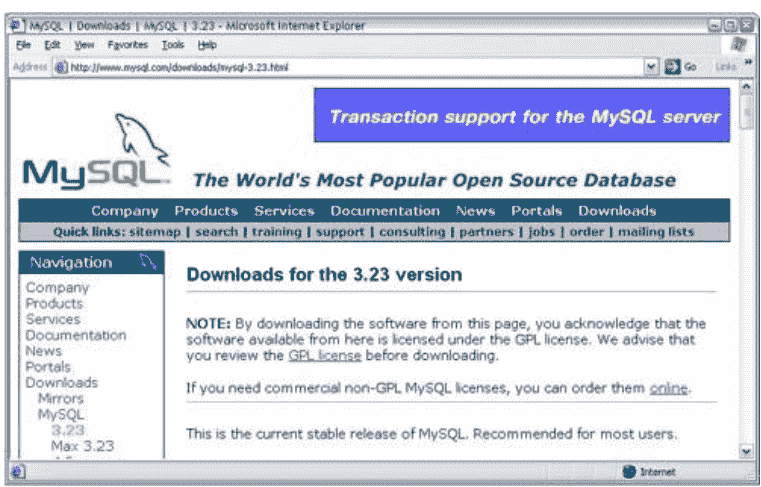 MySQL | Downloads | MySQL | 3.23 - Microsoft Internet Explorer
File Edit View Favorites Tools Help
Address http://www.mysql.com/downloads/mysql-3.23.html Go Links »
Transaction support for the MySQL server
MySQL The World's Most Popular Open Source Database
Company Products Services Documentation News Portals Downloads
Quick links: sitemap | search | training | support | consulting | partners | jobs | order | mailing lists
Navigation
Company
Products
Services
Documentation
News
Portals
Downloads
Mirrors
MySQL
3.23
Max 3.23
Downloads for the 3.23 version
NOTE: By downloading the software from this page, you acknowledge that the
software available from here is licensed under the GPL license. We advise that
you review the GPL license before downloading.
If you need commercial non-GPL MySQL licenses, you can order them online.
This is the current stable release of MySQL. Recommended for most users.
Internet